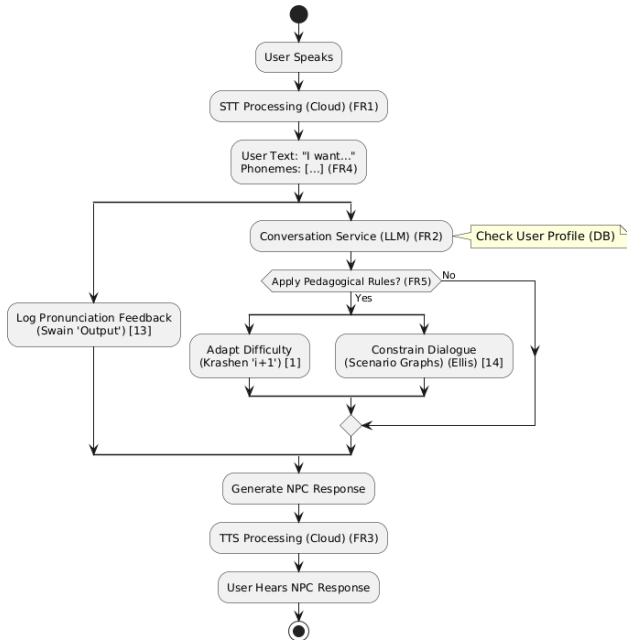 User Speaks
STT Processing (Cloud) (FR1)
User Text: "I want..."
Phonemes: [...] (FR4)
Conversation Service (LLM) (FR2)
Check User Profile (DB)
Apply Pedagogical Rules? (FR5)
No
Yes
Log Pronunciation Feedback
(Swain 'Output') [13]
Adapt Difficulty
(Krashen 'i+1') [1]
Constrain Dialogue
(Scenario Graphs) (Ellis) [14]
Generate NPC Response
TTS Processing (Cloud) (FR3)
User Hears NPC Response